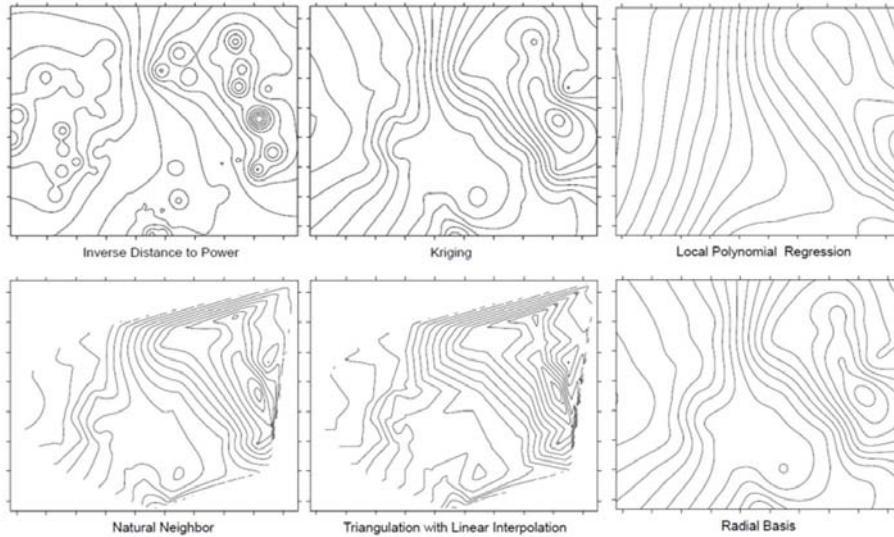 Inverse Distance to Power
Kriging
Local Polynomial Regression
Natural Neighbor
Triangulation with Linear Interpolation
Radial Basis